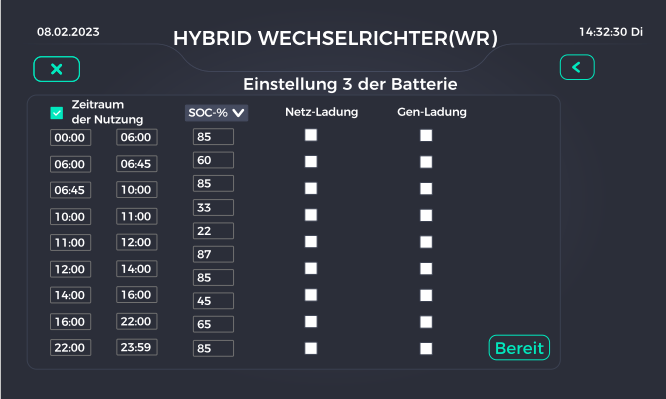 08.02.2023
14:32:30 Di
HYBRID WECHSELRICHTER(WR)
Einstellung 3 der Batterie
Zeitraum
der Nutzung
SOC-%
Netz-Ladung
Gen-Ladung
00:00 06:00 85
06:00 06:45 60
06:45 10:00 85
10:00 11:00 33
11:00 12:00 22
12:00 14:00 87
14:00 16:00 85
16:00 22:00 45
22:00 23:59 65
85
Bereit